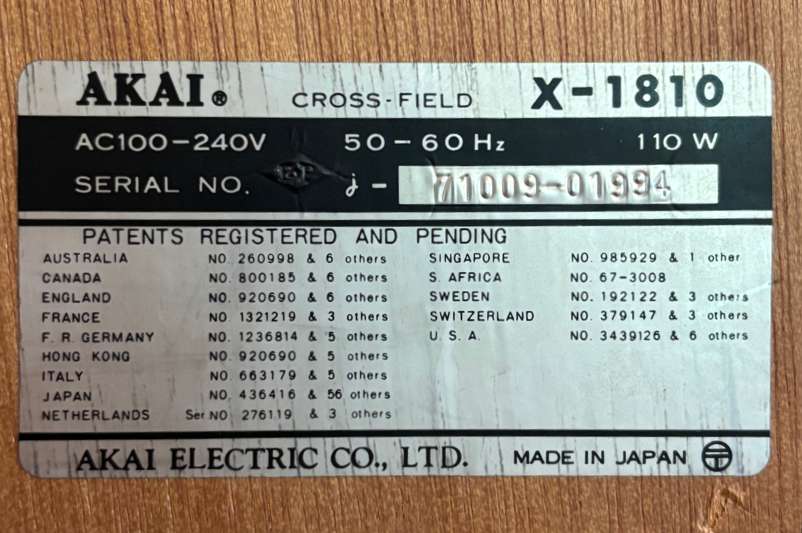 AKAI® CROSS-FIELD X-1810
AC100-240V 50-60Hz 110W
SERIAL NO. j- 71009-01994
PATENTS REGISTERED AND PENDING
AUSTRALIA NO. 260998 & 6 others
CANADA NO. 800185 & 6 others
ENGLAND NO. 920690 & 6 others
FRANCE NO. 1321219 & 3 others
F. R. GERMANY NO. 1236814 & 5 others
HONG KONG NO. 920690 & 5 others
ITALY NO. 663179 & 5 others
JAPAN NO. 436416 & 56 others
NETHERLANDS Ser.NO 276119 & 3 others
SINGAPORE NO. 985929 & 1 other
S. AFRICA NO. 67-3008
SWEDEN NO. 192122 & 3 others
SWITZERLAND NO. 379147 & 3 others
U. S. A. NO. 3439126 & 6 others
AKAI ELECTRIC CO., LTD. MADE IN JAPAN